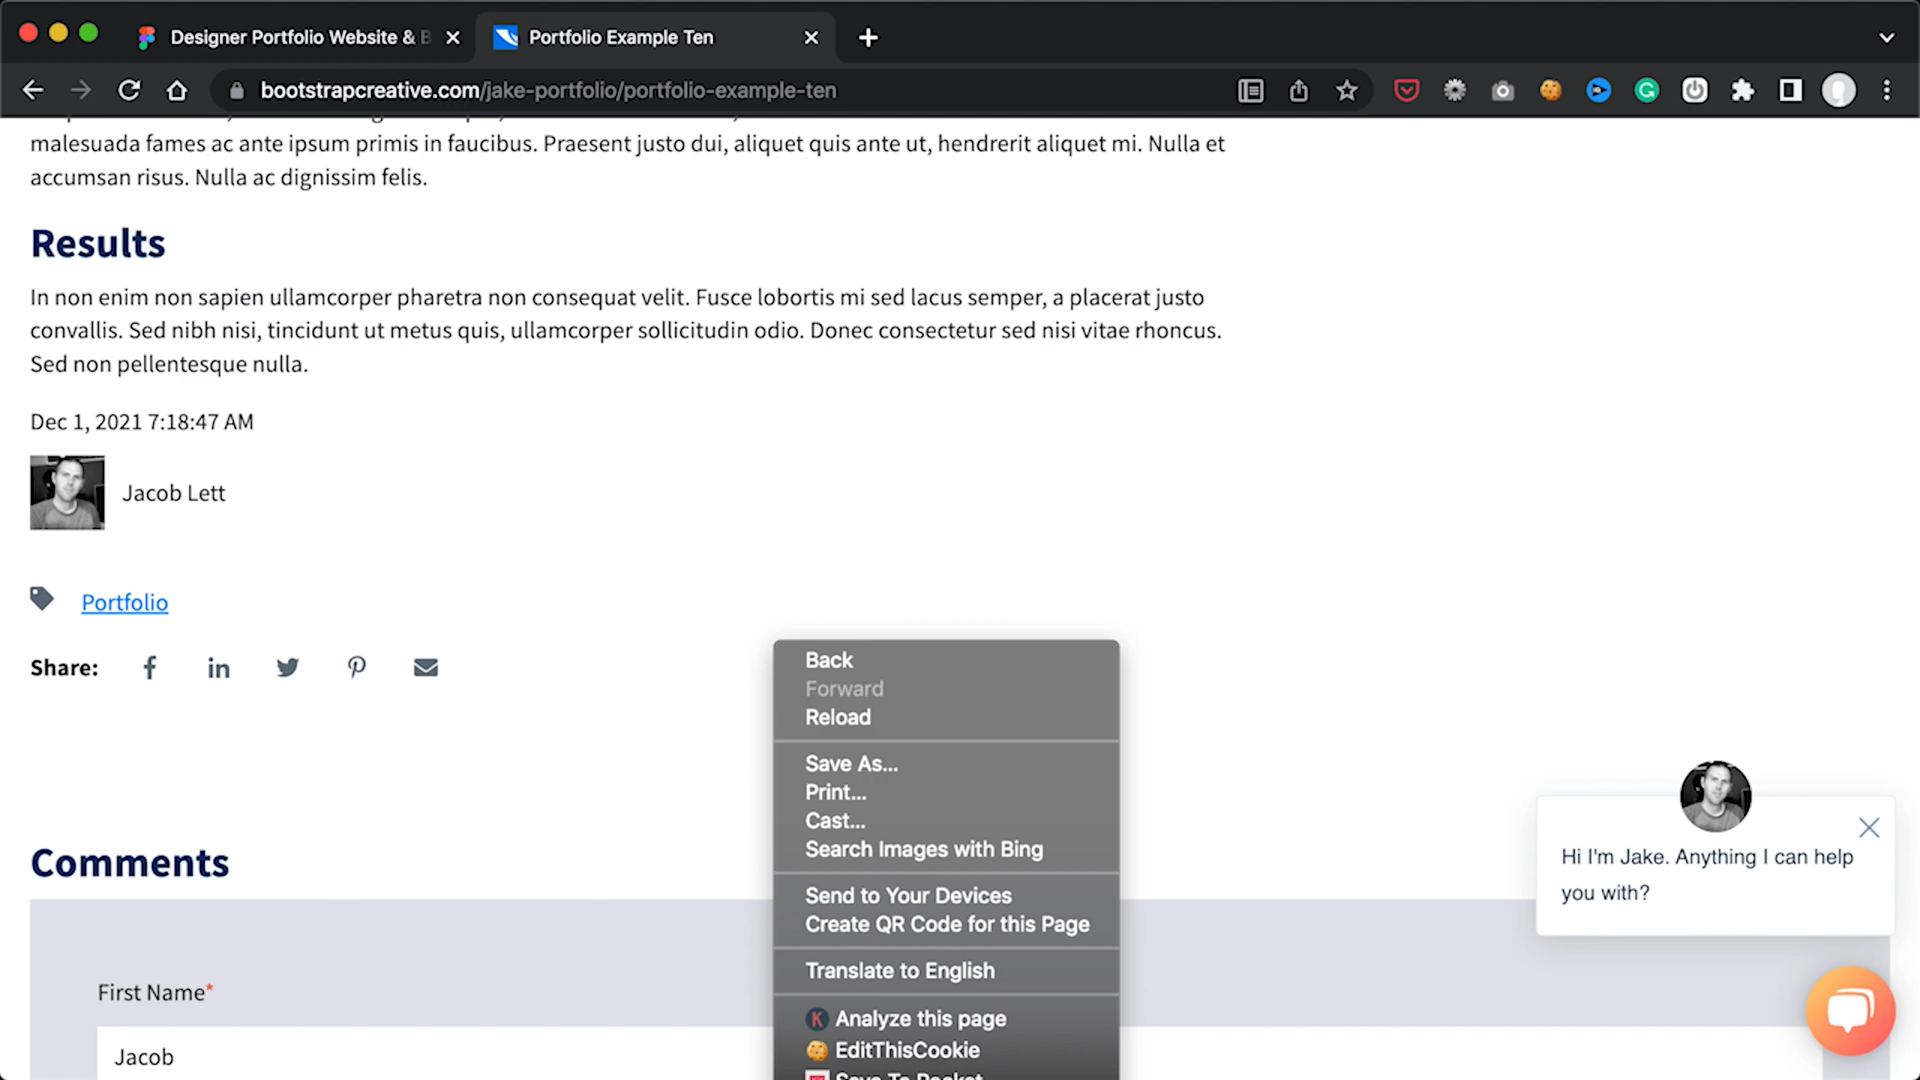 Designer Portfolio Website & B
Portfolio Example Ten
bootstrapcreative.com/jake-portfolio/portfolio-example-ten
malesuada fames ac ante ipsum primis in faucibus. Praesent justo dui, aliquet quis ante ut, hendrerit aliquet mi. Nulla et
accumsan risus. Nulla ac dignissim felis.
Results
In non enim non sapien ullamcorper pharetra non consequat velit. Fusce lobortis mi sed lacus semper, a placerat justo
convallis. Sed nibh nisi, tincidunt ut metus quis, ullamcorper sollicitudin odio. Donec consectetur sed nisi vitae rhoncus.
Sed non pellentesque nulla.
Dec 1, 2021 7:18:47 AM
Jacob Lett
Portfolio
Share:
Back
Forward
Reload
Save As...
Print...
Cast...
Search Images with Bing
Send to Your Devices
Create QR Code for this Page
Translate to English
Analyze this page
EditThisCookie
Save To Pocket
Hi I'm Jake. Anything I can help
you with?
Comments
First Name*
Jacob